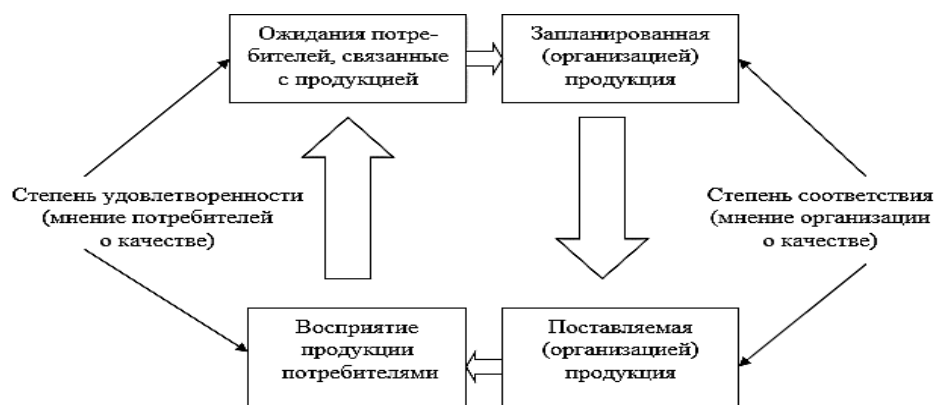 Ожидания потре-
бителей, связанные
с продукцией
Запланированная
(организацией)
продукция
Степень удовлетворенности
(мнение потребителей
о качестве)
Степень соответствия
(мнение организации
о качестве)
Восприятие
продукции
потребителями
Поставляемая
(организацией)
продукция